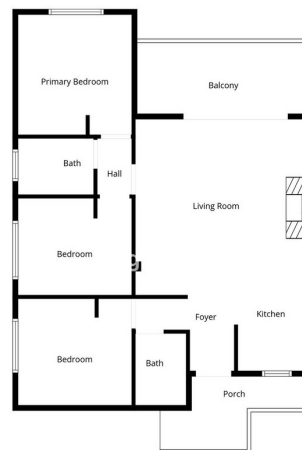 Primary Bedroom
Balcony
Bath
Hall
Living Room
Bedroom
Foyer
Kitchen
Bedroom
Bath
Porch